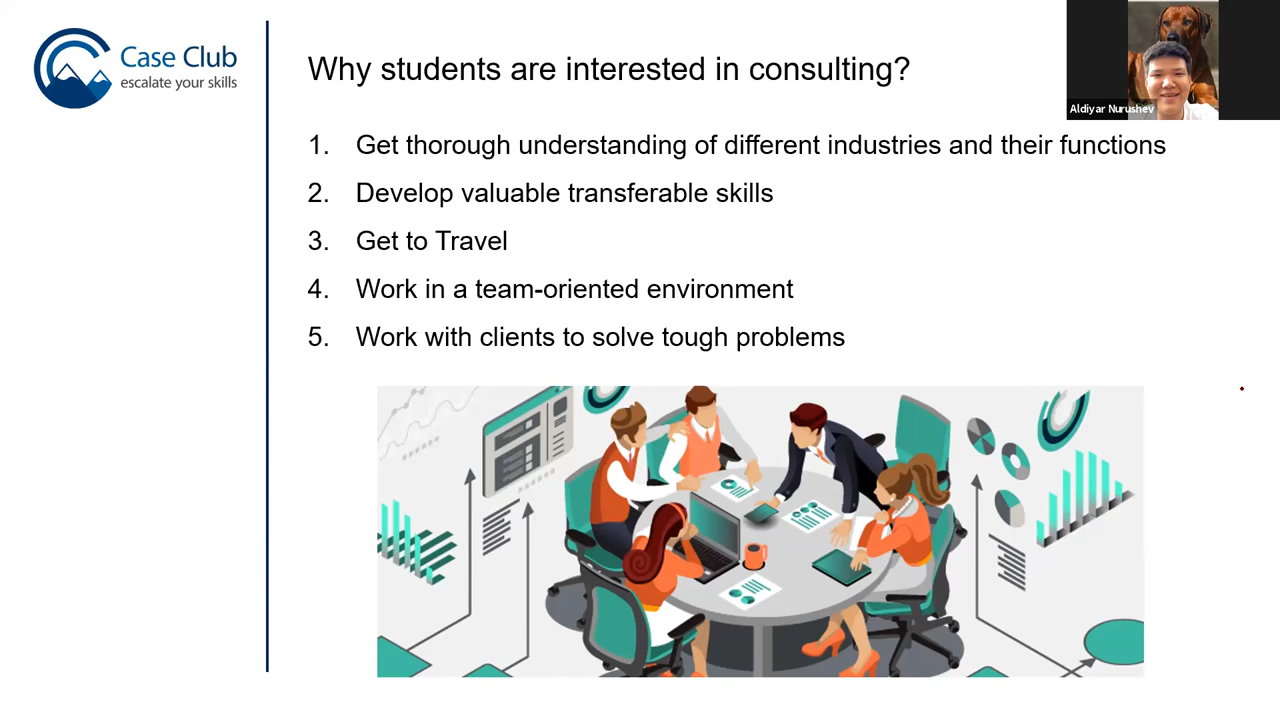 Case Club
escalate your skills
Why students are interested in consulting?
Aldiyar Nurushev
1. Get thorough understanding of different industries and their functions
2. Develop valuable transferable skills
3. Get to Travel
4. Work in a team-oriented environment
5. Work with clients to solve tough problems